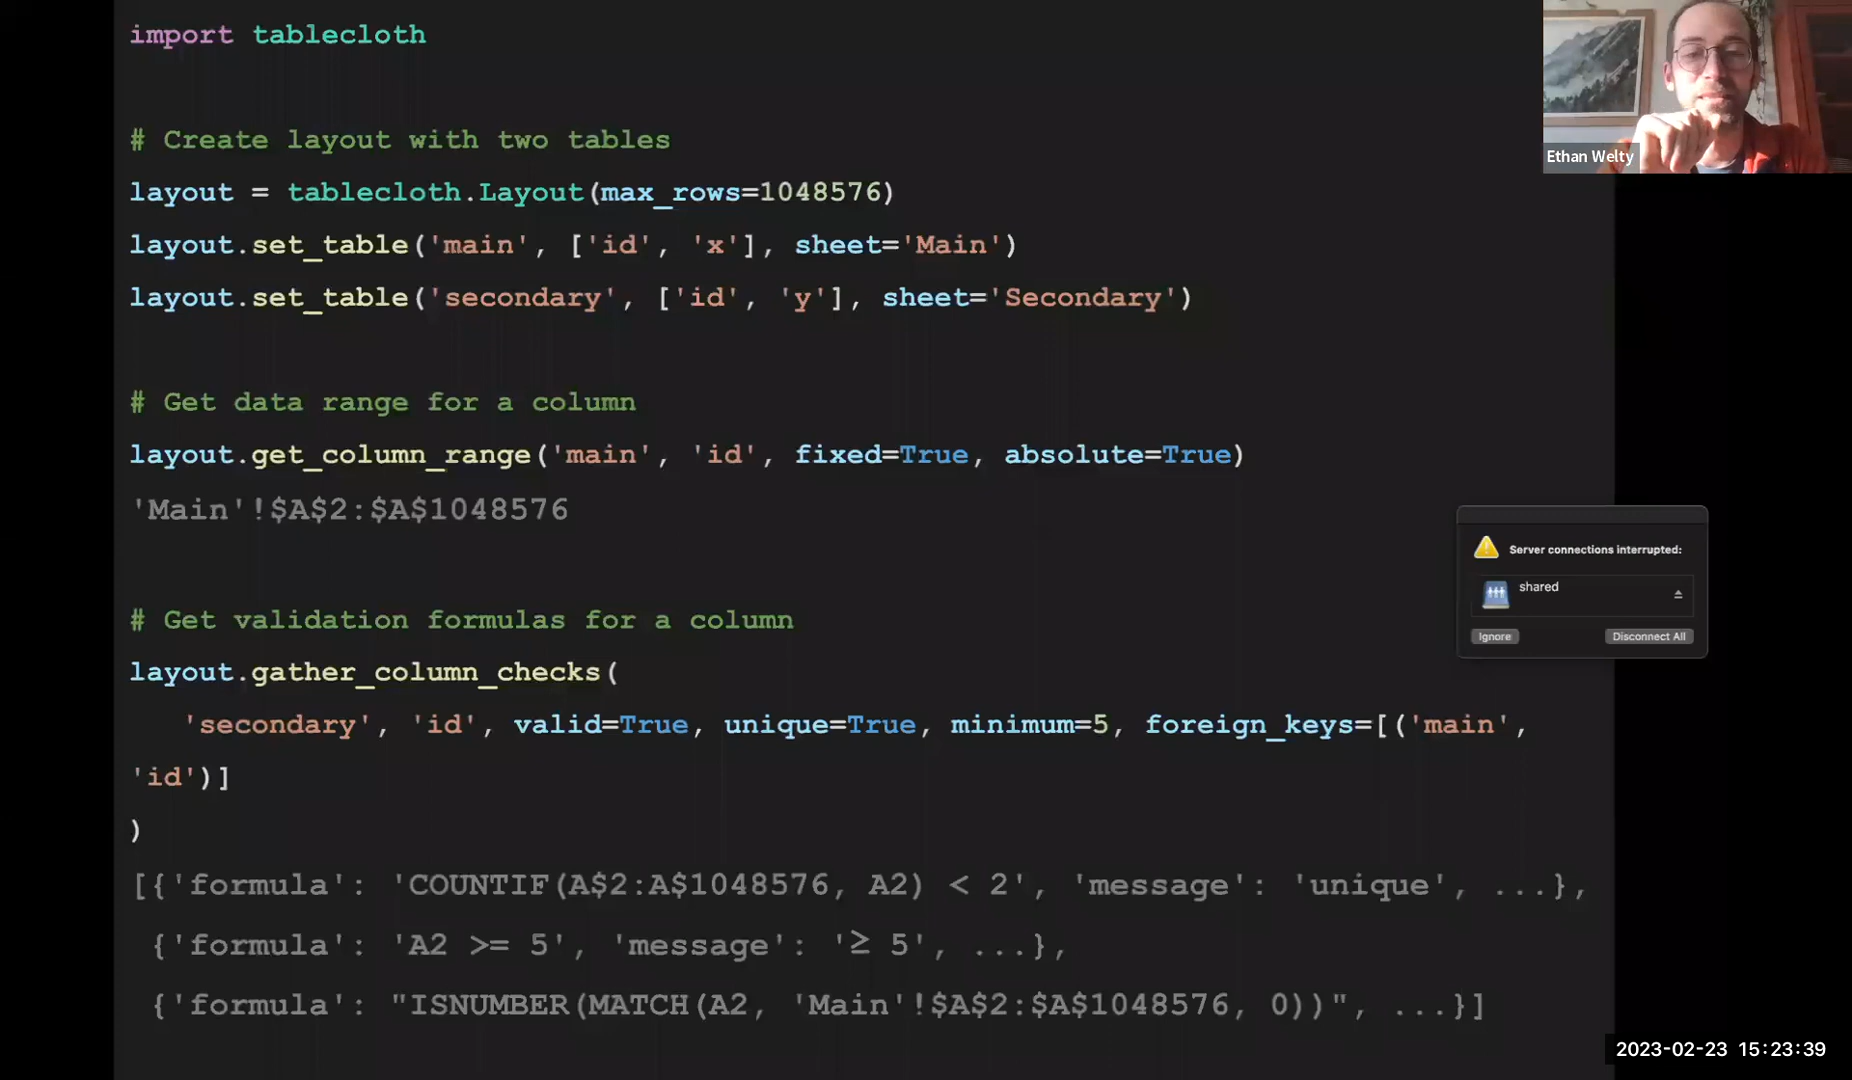 import tablecloth
# Create layout with two tables
layout = tablecloth.Layout(max_rows=1048576)
layout.set_table('main', ['id', 'x'], sheet='Main')
layout.set_table('secondary', ['id', 'y'], sheet='Secondary')
# Get data range for a column
layout.get_column_range('main', 'id', fixed=True, absolute=True)
'Main'!$A$2:$A$1048576
# Get validation formulas for a column
layout.gather_column_checks(
'secondary', 'id', valid=True, unique=True, minimum=5, foreign_keys=[('main',
'id')]
)
[{'formula': 'COUNTIF(A$2:A$1048576, A2) < 2', 'message': 'unique', ...},
{'formula': 'A2 >= 5', 'message': '≥ 5', ...},
{'formula': "ISNUMBER(MATCH(A2, 'Main'!$A$2:$A$1048576, 0))", ...}]
Ethan Welty
Server connections interrupted:
shared
Ignore
Disconnect All
2023-02-23 15:23:39